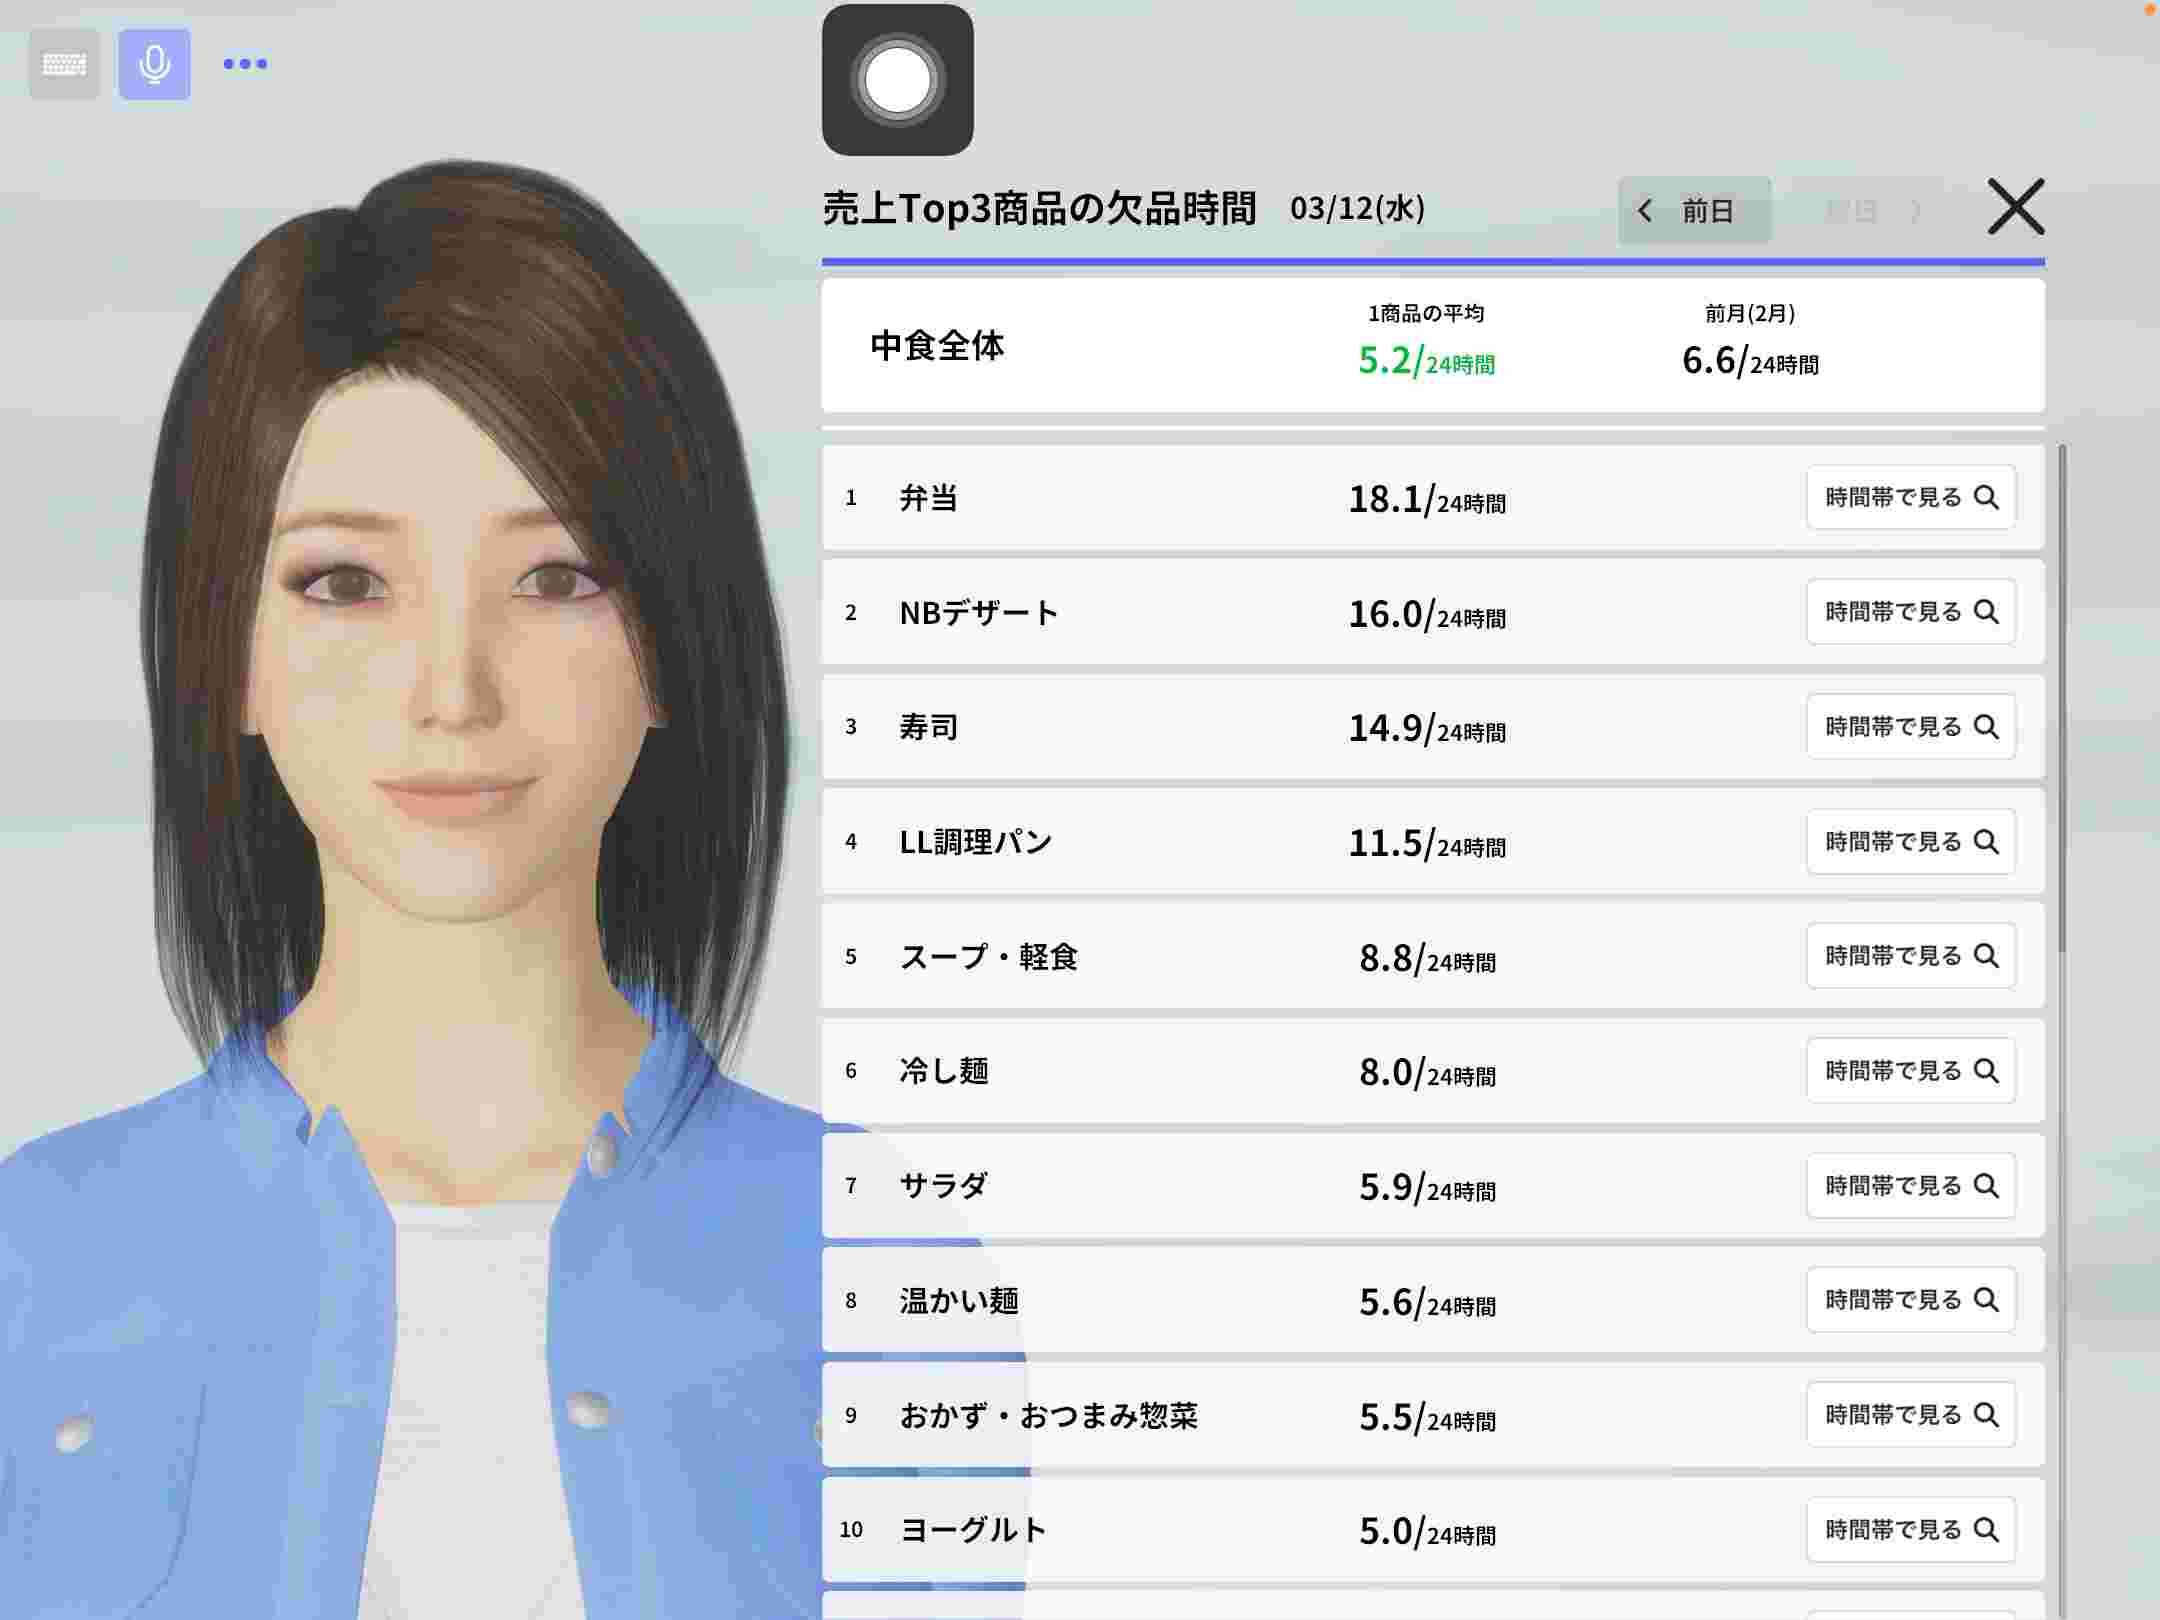 売上Top3商品の欠品時間 03/12(水) 前日 翌日
中食全体 1商品の平均 5.2/24時間 前月(2月) 6.6/24時間
1 弁当 18.1/24時間 時間帯で見る
2 NBデザート 16.0/24時間 時間帯で見る
3 寿司 14.9/24時間 時間帯で見る
4 LL調理パン 11.5/24時間 時間帯で見る
5 スープ・軽食 8.8/24時間 時間帯で見る
6 冷し麺 8.0/24時間 時間帯で見る
7 サラダ 5.9/24時間 時間帯で見る
8 温かい麺 5.6/24時間 時間帯で見る
9 おかず・おつまみ惣菜 5.5/24時間 時間帯で見る
10 ヨーグルト 5.0/24時間 時間帯で見る